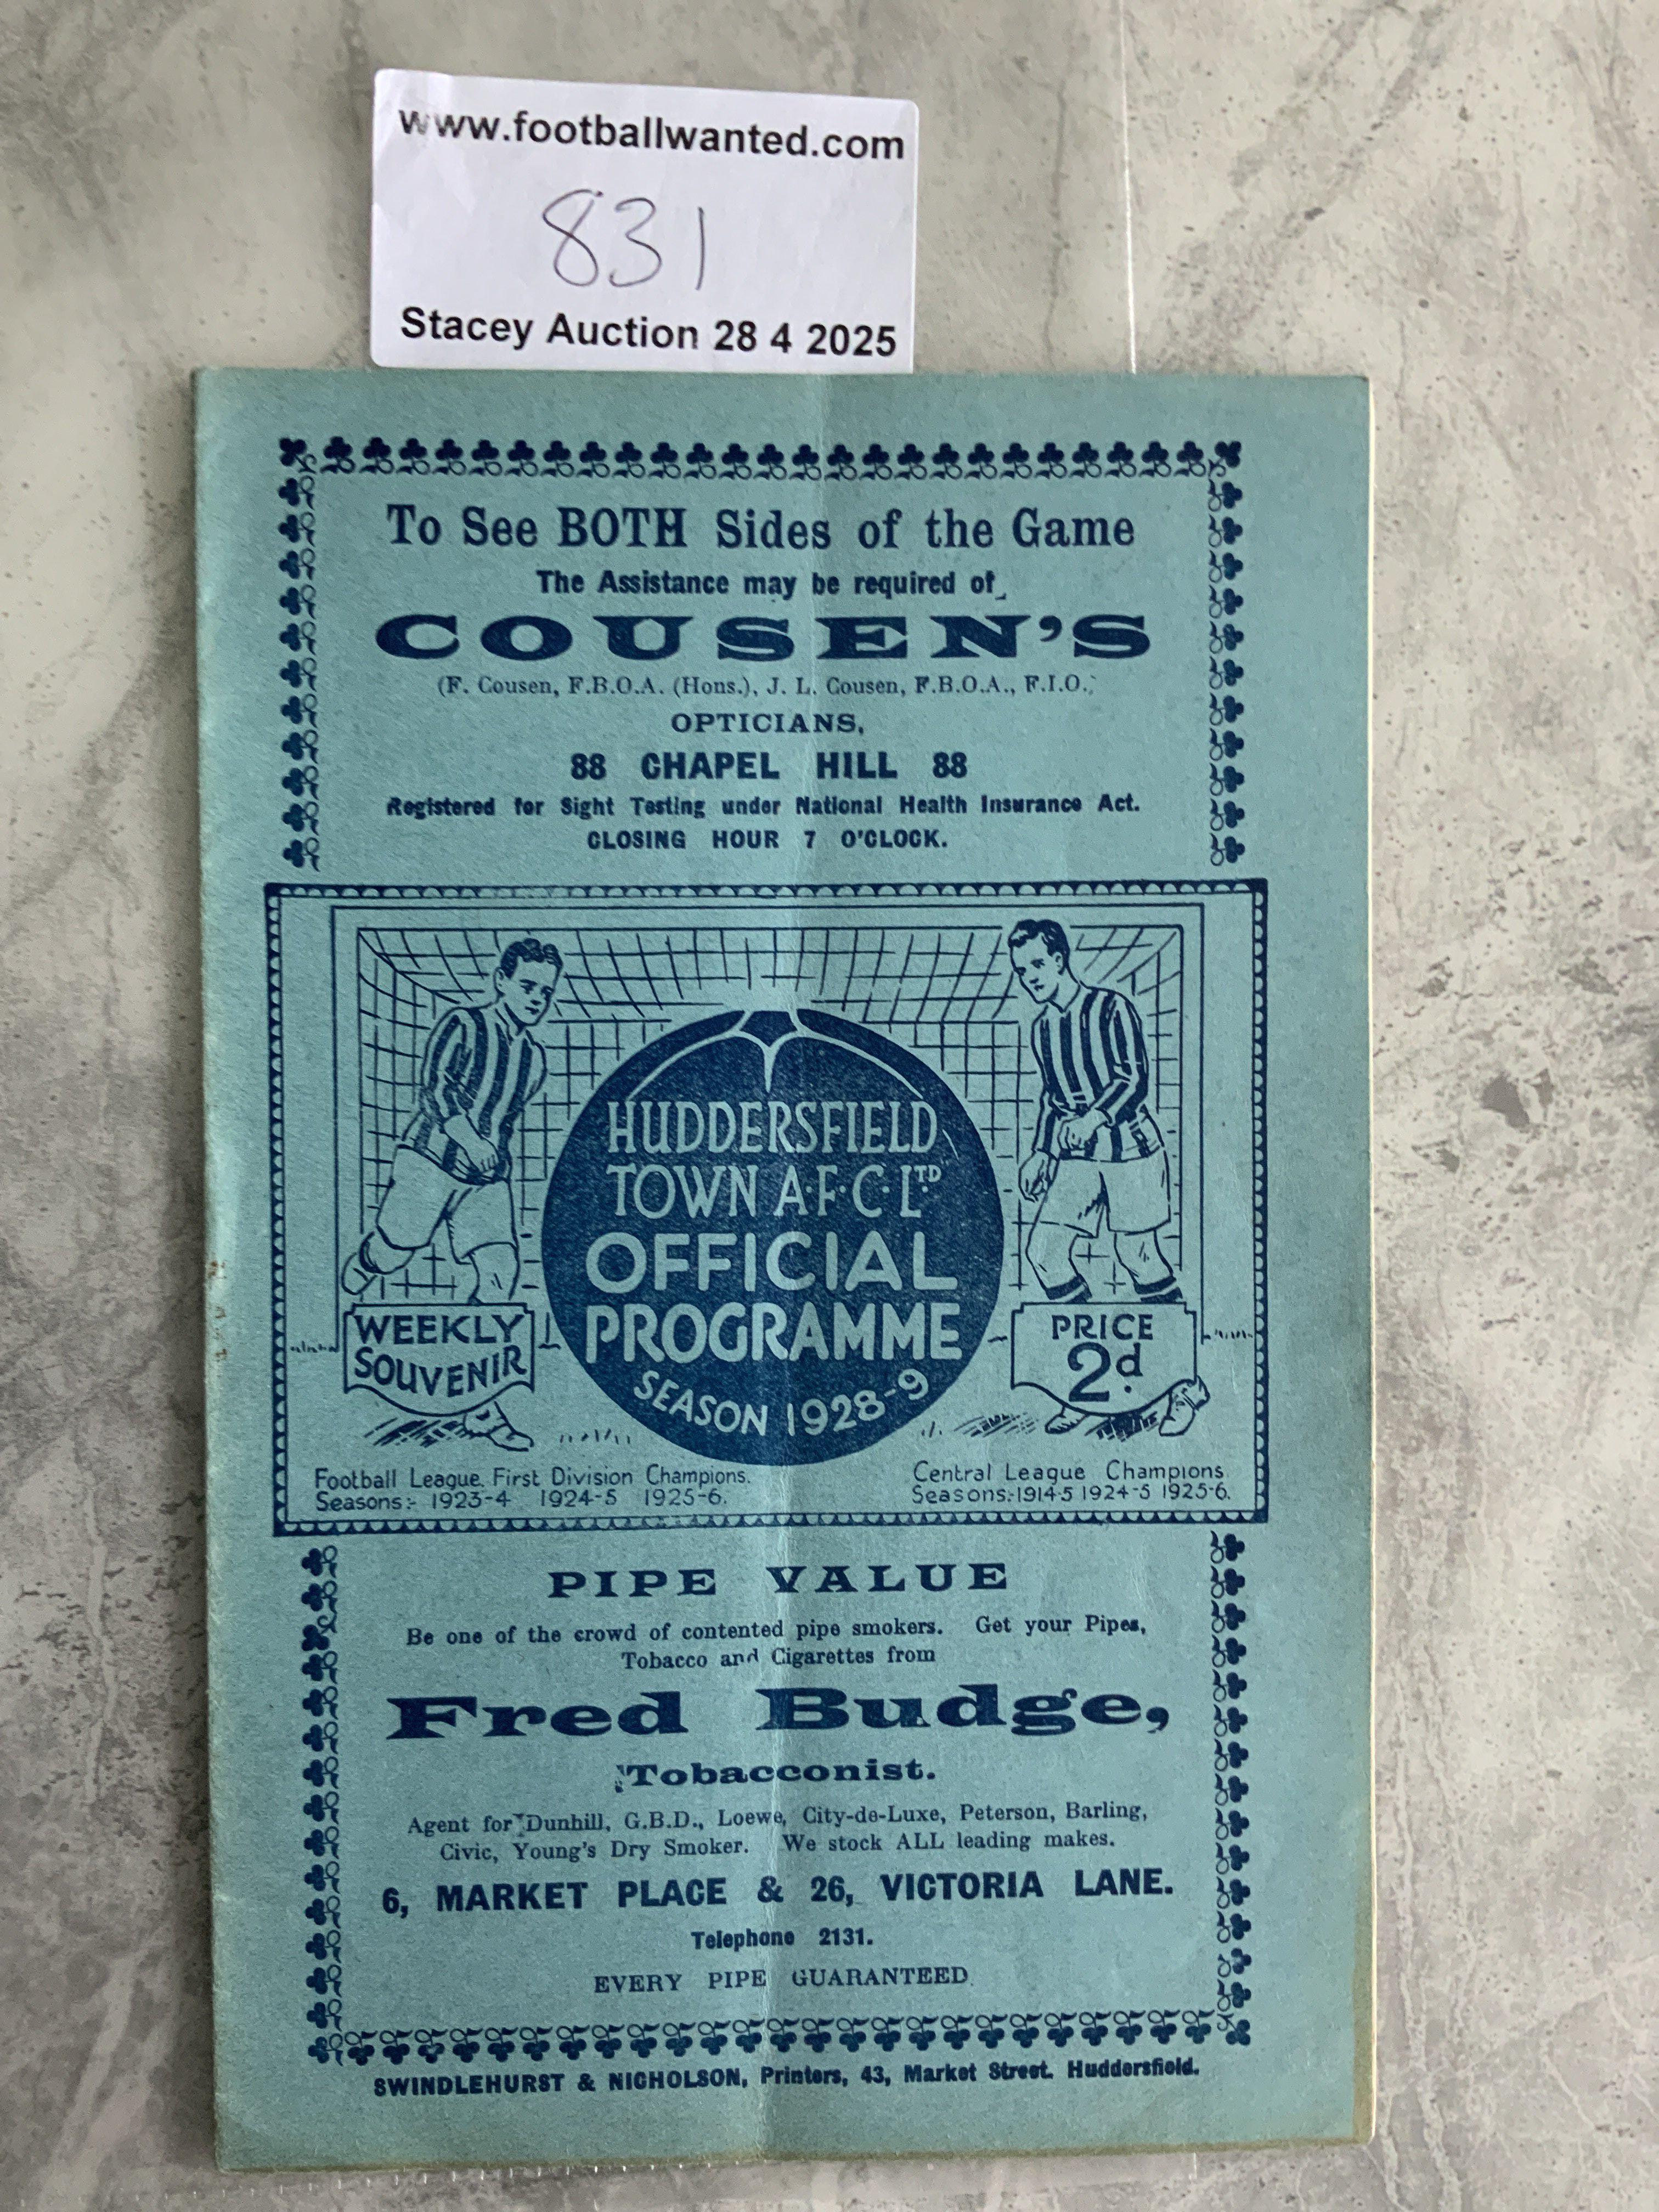 www.footballwanted.com
831
Stacey Auction 28 4 2025
To See BOTH Sides of the Game
The Assistance may be required of
COUSEN'S
(F. Cousen, F.B.O.A. (Hons.), J. L. Cousen, F.B.O.A., F.I.O.,
OPTICIANS,
88 CHAPEL HILL 88
Registered for Sight Testing under National Health Insurance Act.
CLOSING HOUR 7 O'CLOCK.
HUDDERSFIELD
TOWN A.F.C. LTD
OFFICIAL
PROGRAMME
SEASON 1928-9
WEEKLY
SOUVENIR
PRICE
2d.
Football League. First Division Champions.
Seasons:- 1923-4 1924-5 1925-6.
Central League Champions
Seasons:-1914-5 1924-5 1925-6.
PIPE VALUE
Be one of the crowd of contented pipe smokers. Get your Pipes,
Tobacco and Cigarettes from
Fred Budge,
Tobacconist.
Agent for Dunhill, G.B.D., Loewe, City-de-Luxe, Peterson, Barling,
Civic, Young's Dry Smoker. We stock ALL leading makes.
6, MARKET PLACE & 26, VICTORIA LANE.
Telephone 2131.
EVERY PIPE GUARANTEED.
SWINDLEHURST & NICHOLSON, Printers, 43, Market Street. Huddersfield.